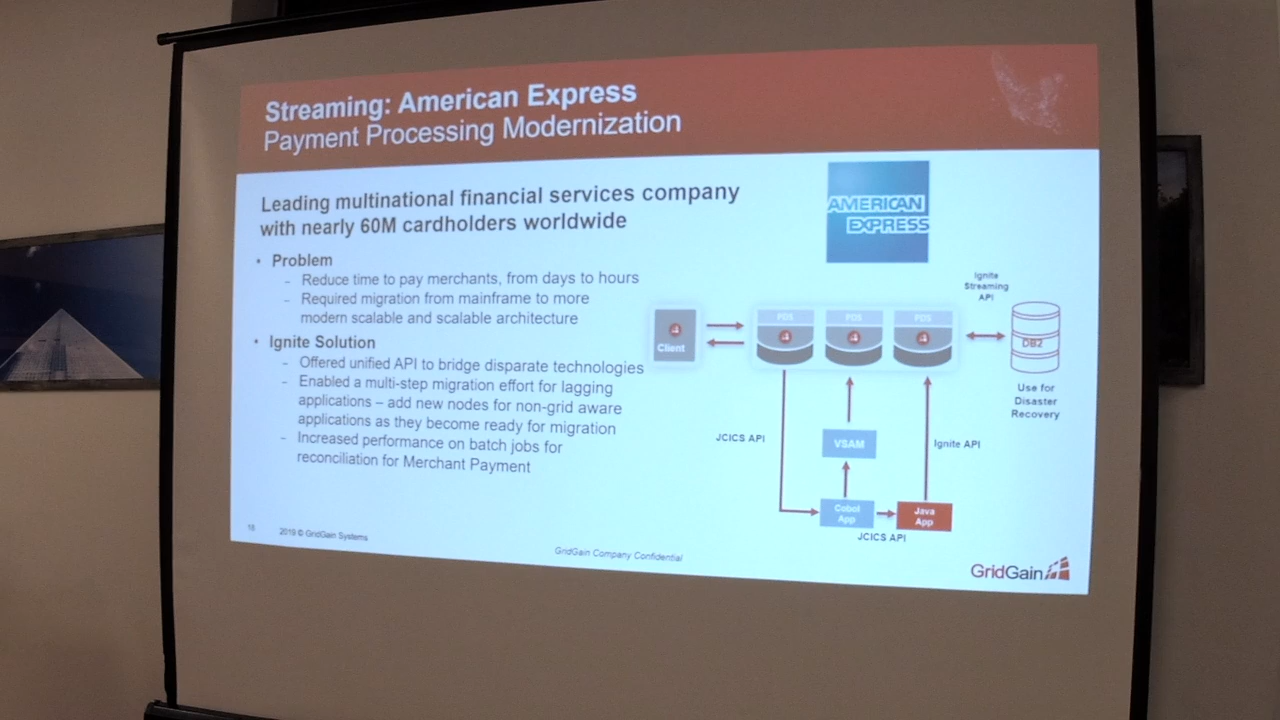 Streaming: American Express
Payment Processing Modernization
Leading multinational financial services company
with nearly 60M cardholders worldwide
• Problem
- Reduce time to pay merchants, from days to hours
- Required migration from mainframe to more
modern scalable and scalable architecture
• Ignite Solution
- Offered unified API to bridge disparate technologies
- Enabled a multi-step migration effort for lagging
applications – add new nodes for non-grid aware
applications as they become ready for migration
- Increased performance on batch jobs for
reconciliation for Merchant Payment
AMERICAN
EXPRESS
Ignite
Streaming
API
Client
PDS
PDS
PDS
DB2
Use for
Disaster
Recovery
JCICS API
VSAM
Ignite API
Cobol
App
Java
App
JCICS API
2019 © GridGain Systems
GridGain Company Confidential
GridGain